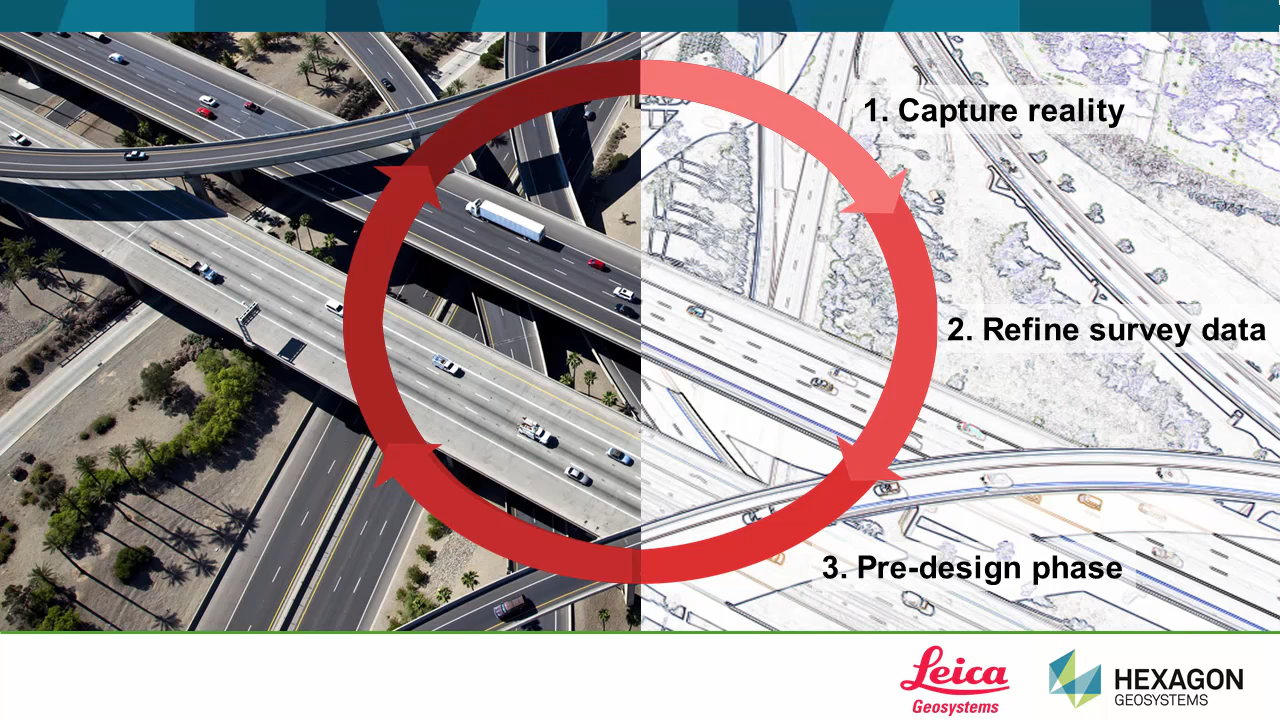 1. Capture reality
2. Refine survey data
3. Pre-design phase
Leica
Geosystems
HEXAGON
GEOSYSTEMS